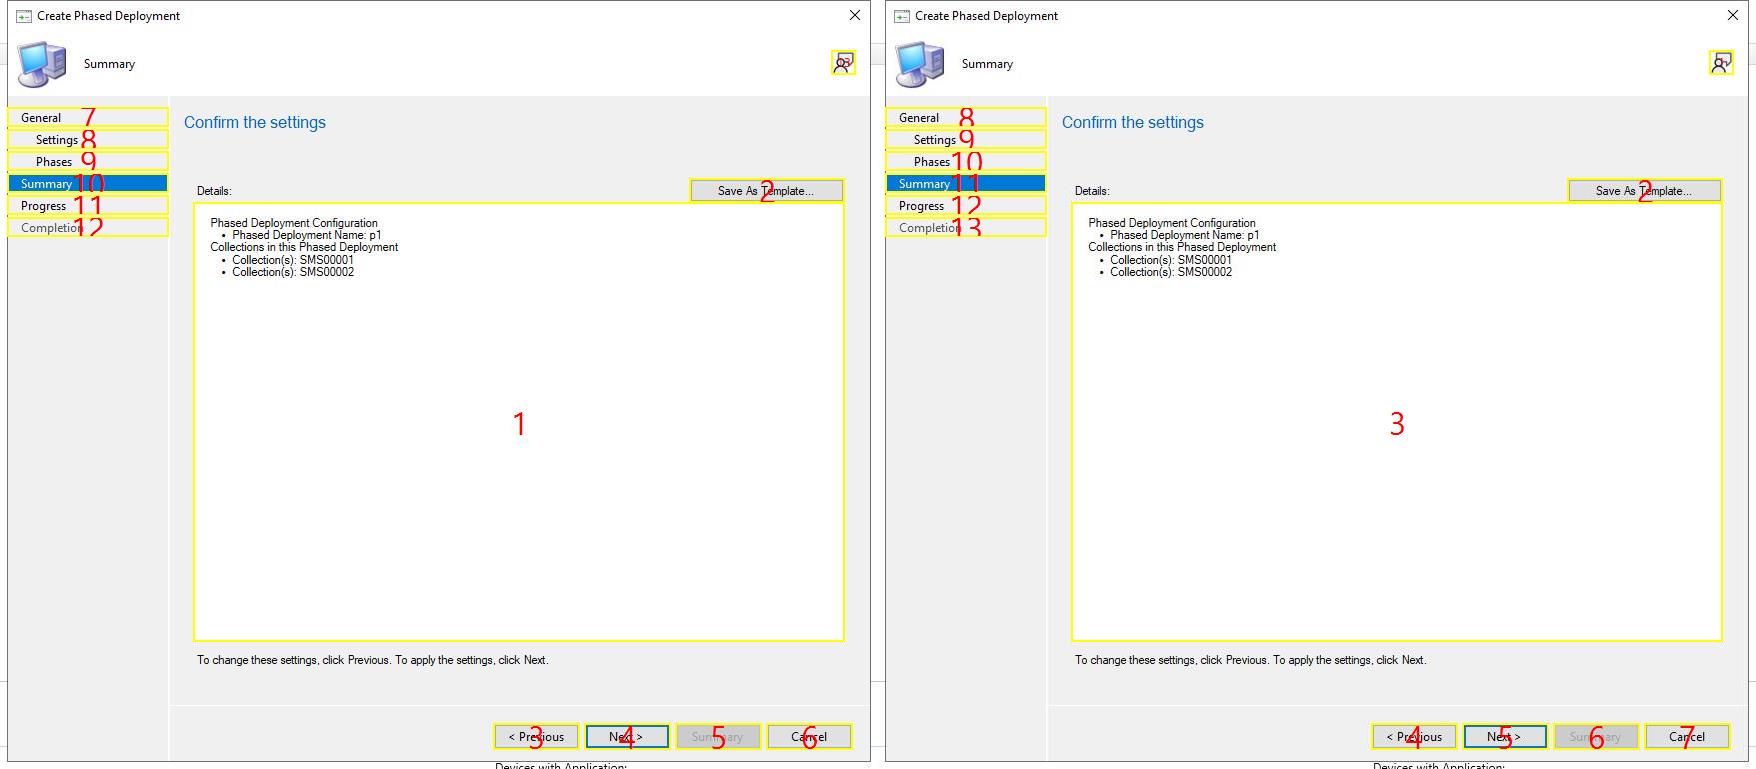 Create Phased Deployment
Summary
13
General 7
Settings 8
Phases 9
Summary 10
Progress 11
Completion 12
Confirm the settings
Details:
Save As Template... 2
Phased Deployment Configuration
• Phased Deployment Name: p1
Collections in this Phased Deployment
• Collection(s): SMS00001
• Collection(s): SMS00002
1
To change these settings, click Previous. To apply the settings, click Next.
< Previous 3
Next > 4
Summary 5
Cancel 6
Devices with Application:
Create Phased Deployment
Summary
General 8
Settings 9
Phases 10
Summary 11
Progress 12
Completion 13
Confirm the settings
Details:
Save As Template... 2
Phased Deployment Configuration
• Phased Deployment Name: p1
Collections in this Phased Deployment
• Collection(s): SMS00001
• Collection(s): SMS00002
3
To change these settings, click Previous. To apply the settings, click Next.
< Previous 4
Next > 5
Summary 6
Cancel 7
Devices with Application: